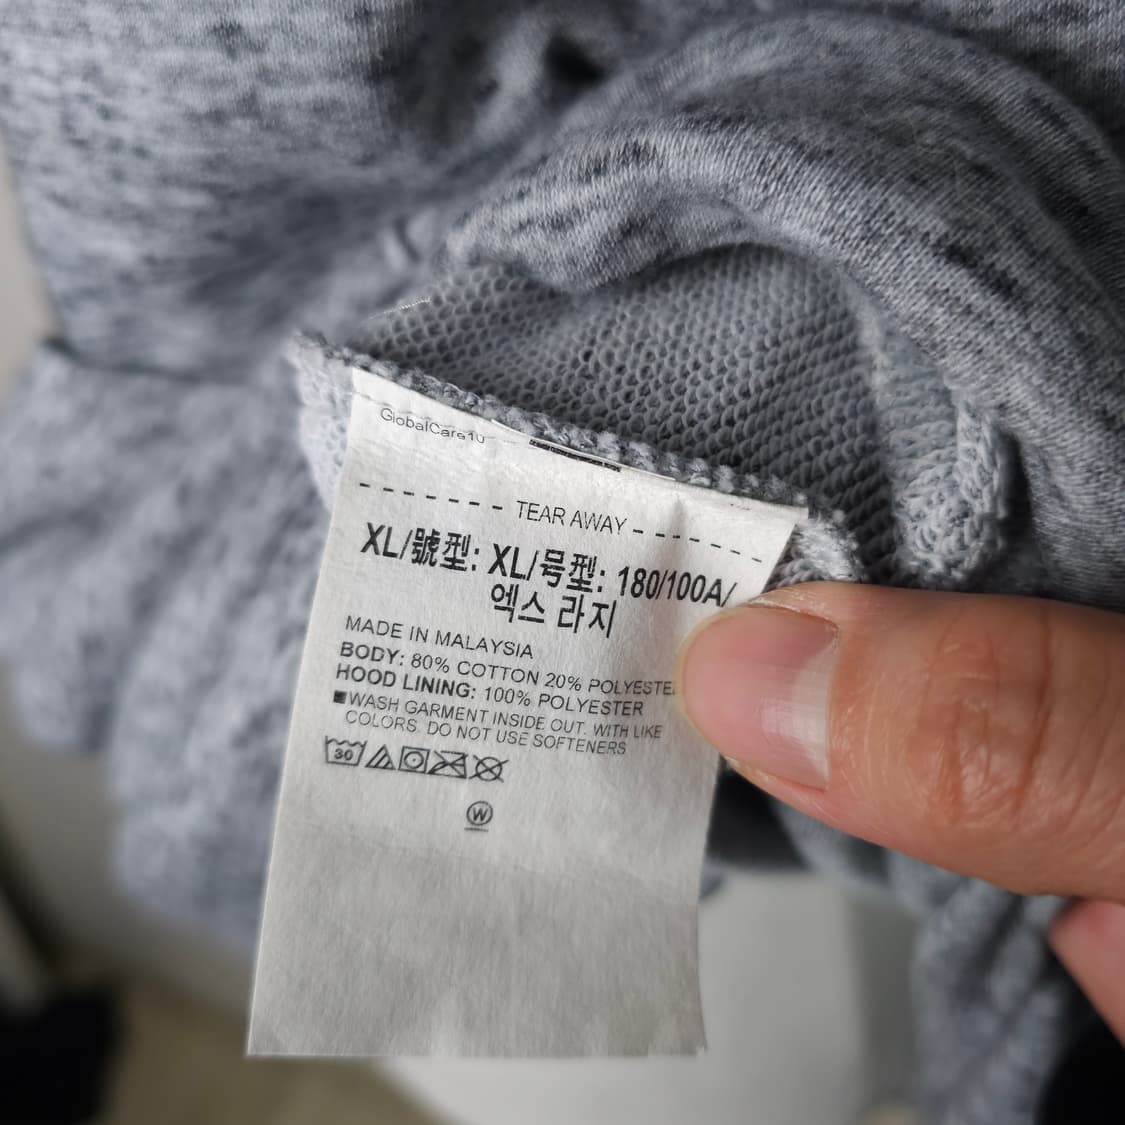 GlobalCare10
- - - - - - - TEAR AWAY - - - - - - -
XL/號型: XL/号型: 180/100A/
엑스 라지
MADE IN MALAYSIA
BODY: 80% COTTON 20% POLYESTE
HOOD LINING: 100% POLYESTER
■WASH GARMENT INSIDE OUT. WITH LIKE
COLORS. DO NOT USE SOFTENERS
30
W